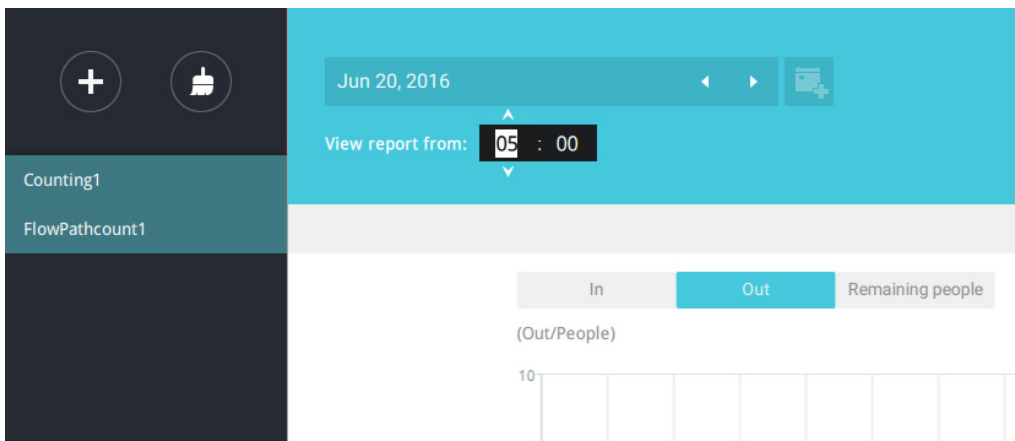 Jun 20, 2016
View report from: 05 : 00
Counting1
FlowPathcount1
In Out Remaining people
(Out/People)
10